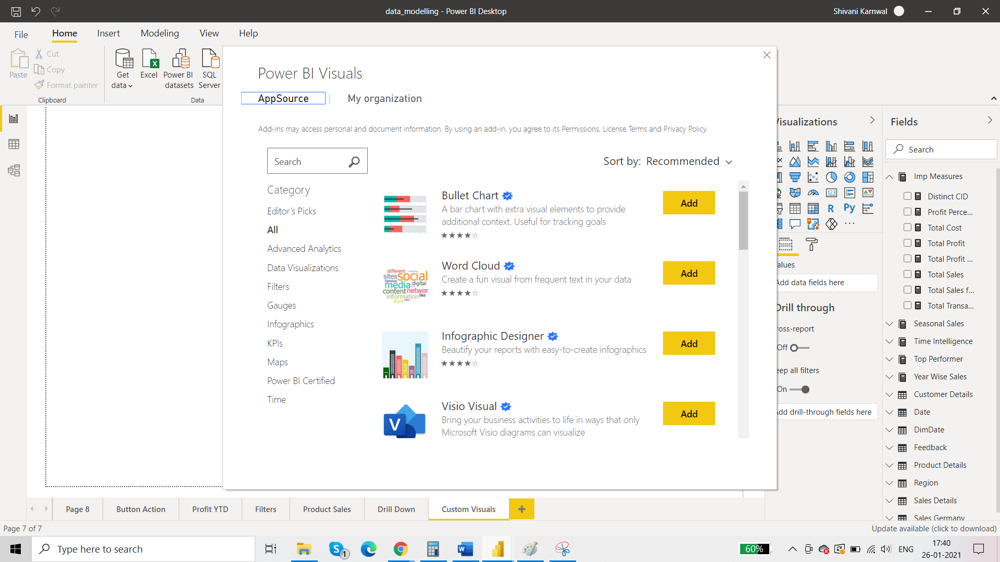 data_modelling - Power BI Desktop
Shivani Karnwal
File Home Insert Modeling View Help
Paste
Cut
Copy
Format painter
Clipboard
Get data
Excel
Power BI datasets
SQL Server
Data
Power BI Visuals
AppSource
My organization
Add-ins may access personal and document information. By using an add-in, you agree to its Permissions, License Terms and Privacy Policy.
Search
Sort by: Recommended
Category
Editor's Picks
All
Advanced Analytics
Data Visualizations
Filters
Gauges
Infographics
KPIs
Maps
Power BI Certified
Time
Bullet Chart
A bar chart with extra visual elements to provide
additional context. Useful for tracking goals
Add
different
sites social
famous
media digital
content networ
information like
share easy
Word Cloud
Create a fun visual from frequent text in your data
Add
Infographic Designer
Beautify your reports with easy-to-create infographics
Add
V
Visio Visual
Bring your business activities to life in ways that only
Microsoft Visio diagrams can visualize
Add
isualizations
123
R
Py
alues
Add data fields here
Drill through
ross-report
Off
eep all filters
On
Add drill-through fields here
Fields
Search
Imp Measures
Distinct CID
Profit Perce...
Total Cost
Total Profit
Total Profit ...
Total Sales
Total Sales f...
Total Transa...
Seasonal Sales
Time Intelligence
Top Performer
Year Wise Sales
Customer Details
Date
DimDate
Feedback
Product Details
Region
Sales Details
Sales Germany
Page 8
Button Action
Profit YTD
Filters
Product Sales
Drill Down
Custom Visuals
Page 7 of 7
Update available (click to download)
Type here to search
S
1
W
60%
ENG
17:40
26-01-2021